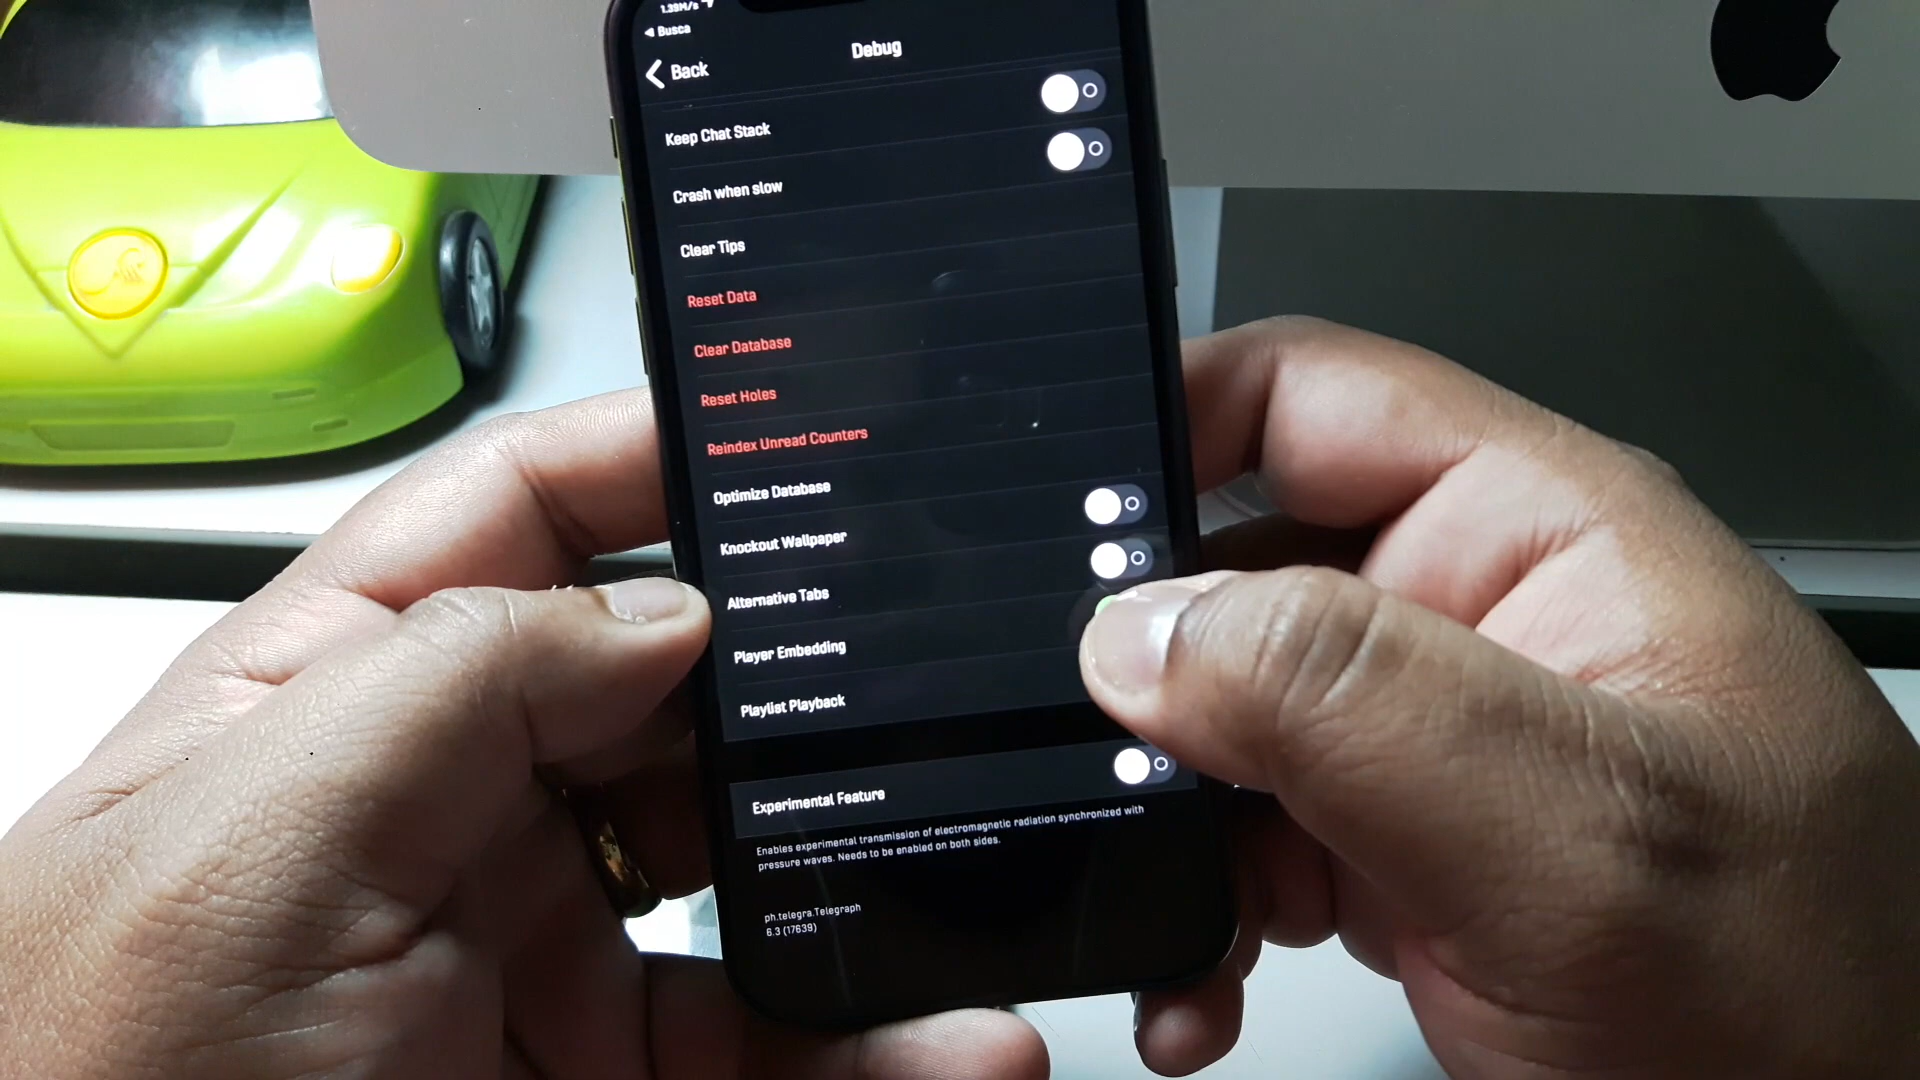 1.39M/s
Busca
Back
Debug
Keep Chat Stack
Crash when slow
Clear Tips
Reset Data
Clear Database
Reset Holes
Reindex Unread Counters
Optimize Database
Knockout Wallpaper
Alternative Tabs
Player Embedding
Playlist Playback
Experimental Feature
Enables experimental transmission of electromagnetic radiation synchronized with
pressure waves. Needs to be enabled on both sides.
ph.telegra.Telegraph
6.3 (17639)